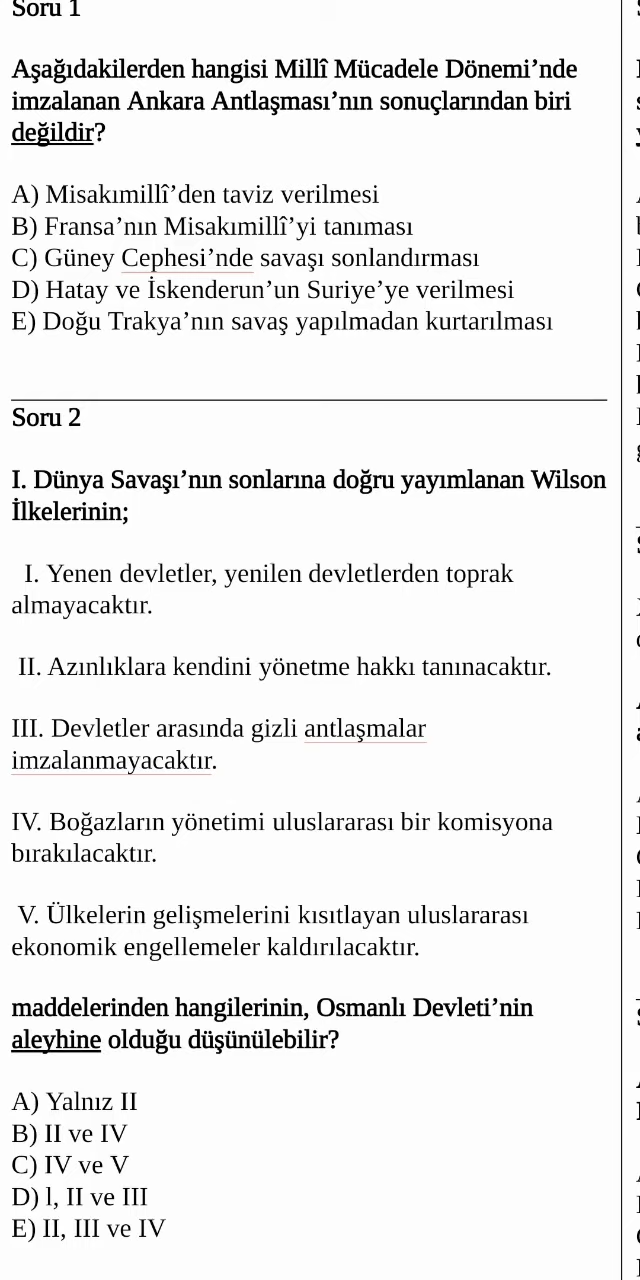 Soru 1
Aşağıdakilerden hangisi Millî Mücadele Dönemi’nde
imzalanan Ankara Antlaşması’nın sonuçlarından biri
değildir?
A) Misakımillî’den taviz verilmesi
B) Fransa’nın Misakımillî’yi tanıması
C) Güney Cephesi’nde savaşı sonlandırması
D) Hatay ve İskenderun’un Suriye’ye verilmesi
E) Doğu Trakya’nın savaş yapılmadan kurtarılması
Soru 2
I. Dünya Savaşı’nın sonlarına doğru yayımlanan Wilson
İlkelerinin;
I. Yenen devletler, yenilen devletlerden toprak
almayacaktır.
II. Azınlıklara kendini yönetme hakkı tanınacaktır.
III. Devletler arasında gizli antlaşmalar
imzalanmayacaktır.
IV. Boğazların yönetimi uluslararası bir komisyona
bırakılacaktır.
V. Ülkelerin gelişmelerini kısıtlayan uluslararası
ekonomik engellemeler kaldırılacaktır.
maddelerinden hangilerinin, Osmanlı Devleti’nin
aleyhine olduğu düşünülebilir?
A) Yalnız II
B) II ve IV
C) IV ve V
D) l, II ve III
E) II, III ve IV